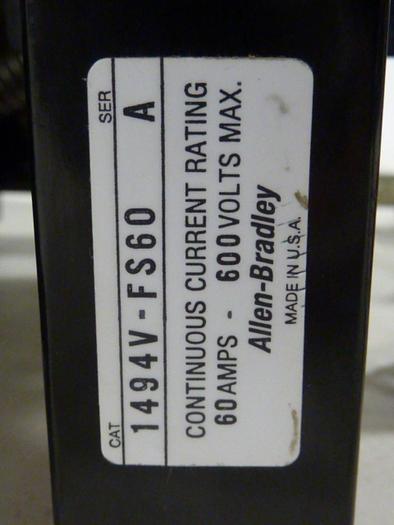 CAT SER
1494V-FS60 A
CONTINUOUS CURRENT RATING
60 AMPS - 600 VOLTS MAX.
Allen-Bradley
MADE IN U.S.A.